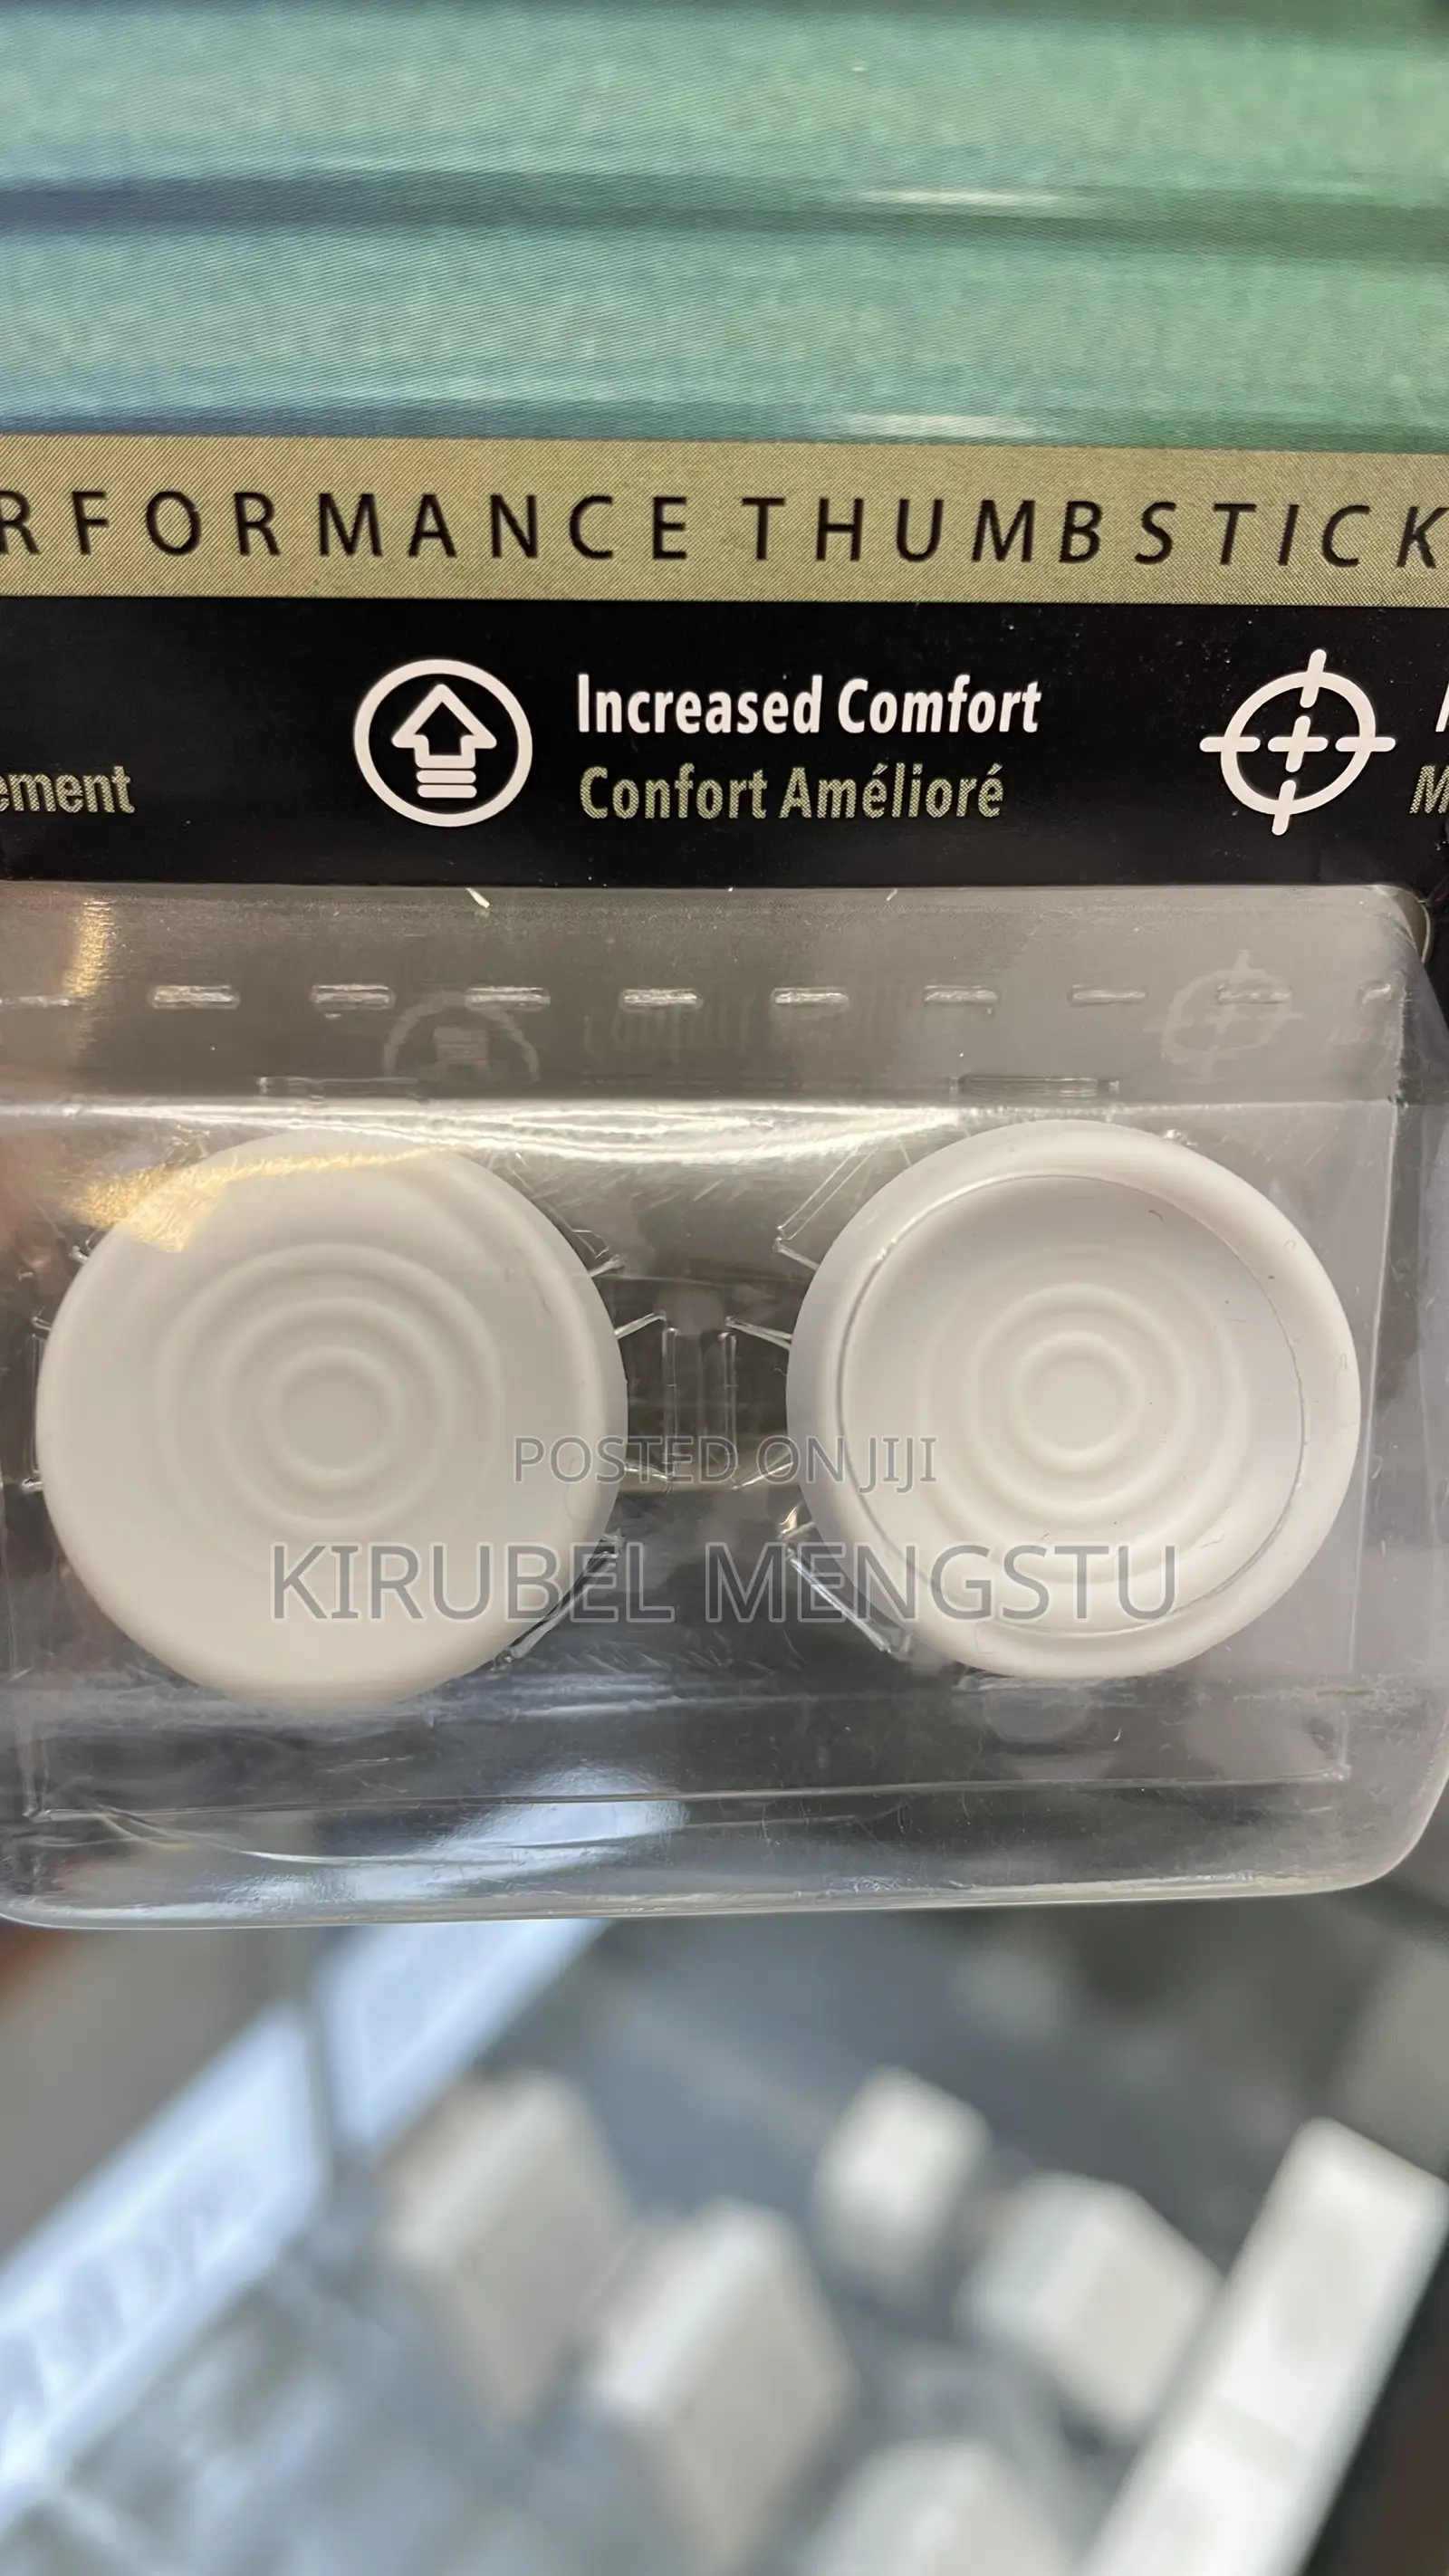 RFORMANCE THUMBSTICK
Increased Comfort
ement
Confort Amélioré
M
POSTED ON JIJI
KIRUBEL MENGSTU